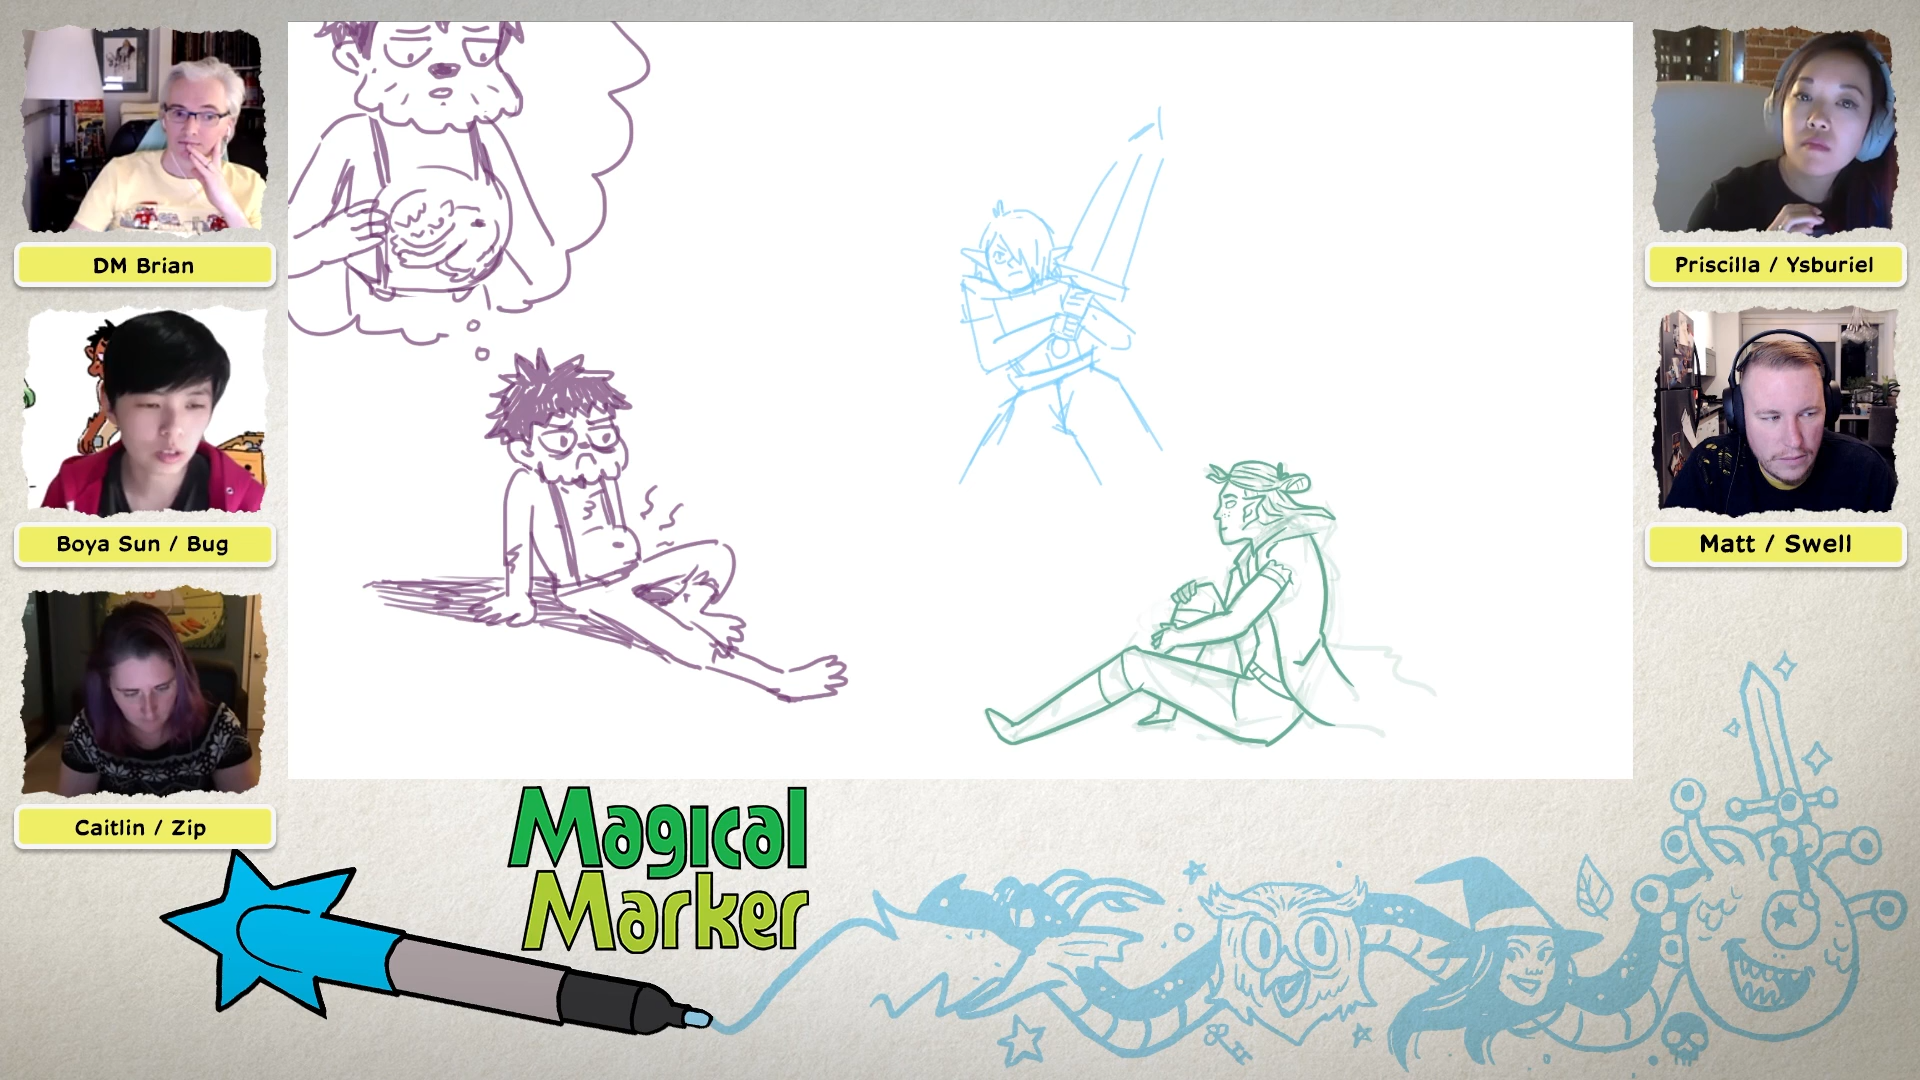 DM Brian
Priscilla / Ysburiel
Boya Sun / Bug
Matt / Swell
Caitlin / Zip
Magical
Marker